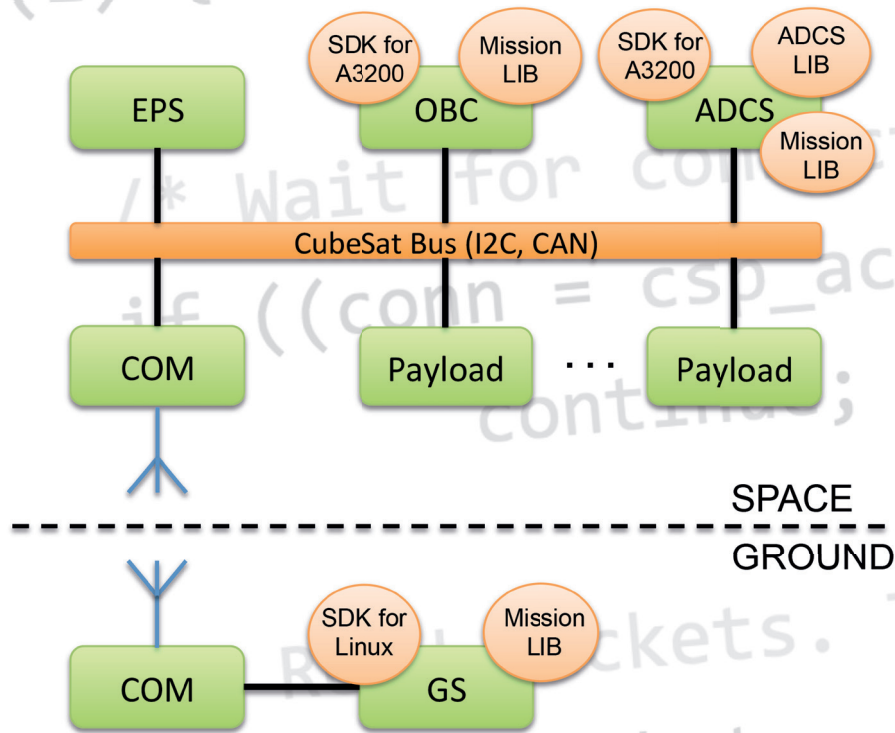 SDK for
A3200
Mission
LIB
SDK for
A3200
ADCS
LIB
EPS
OBC
ADCS
Mission
LIB
/* Wait for
CubeSat Bus (I2C, CAN)
if ((conn = csp_ac
COM
Payload
...
Payload
continue;
SPACE
GROUND
SDK for
Linux
Mission
LIB
ckets.
COM
GS